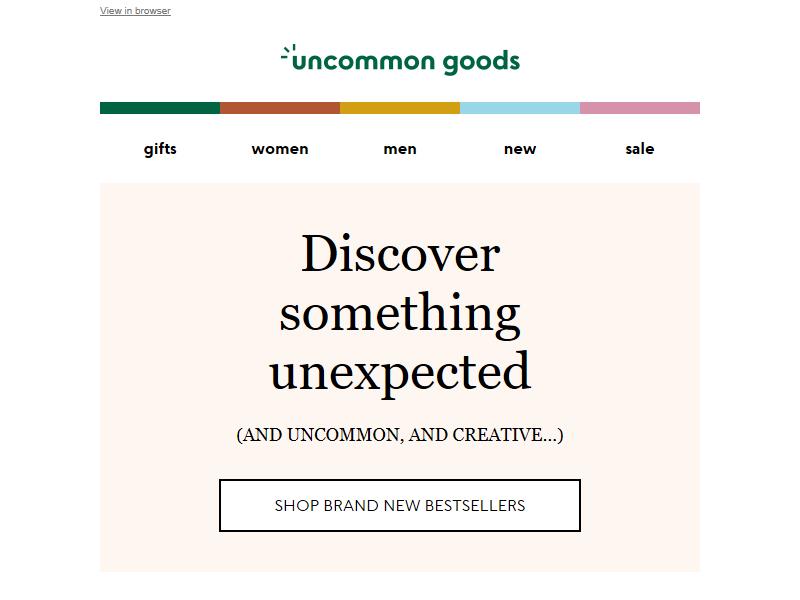 View in browser
uncommon goods
gifts women men new sale
Discover
something
unexpected
(AND UNCOMMON, AND CREATIVE...)
SHOP BRAND NEW BESTSELLERS